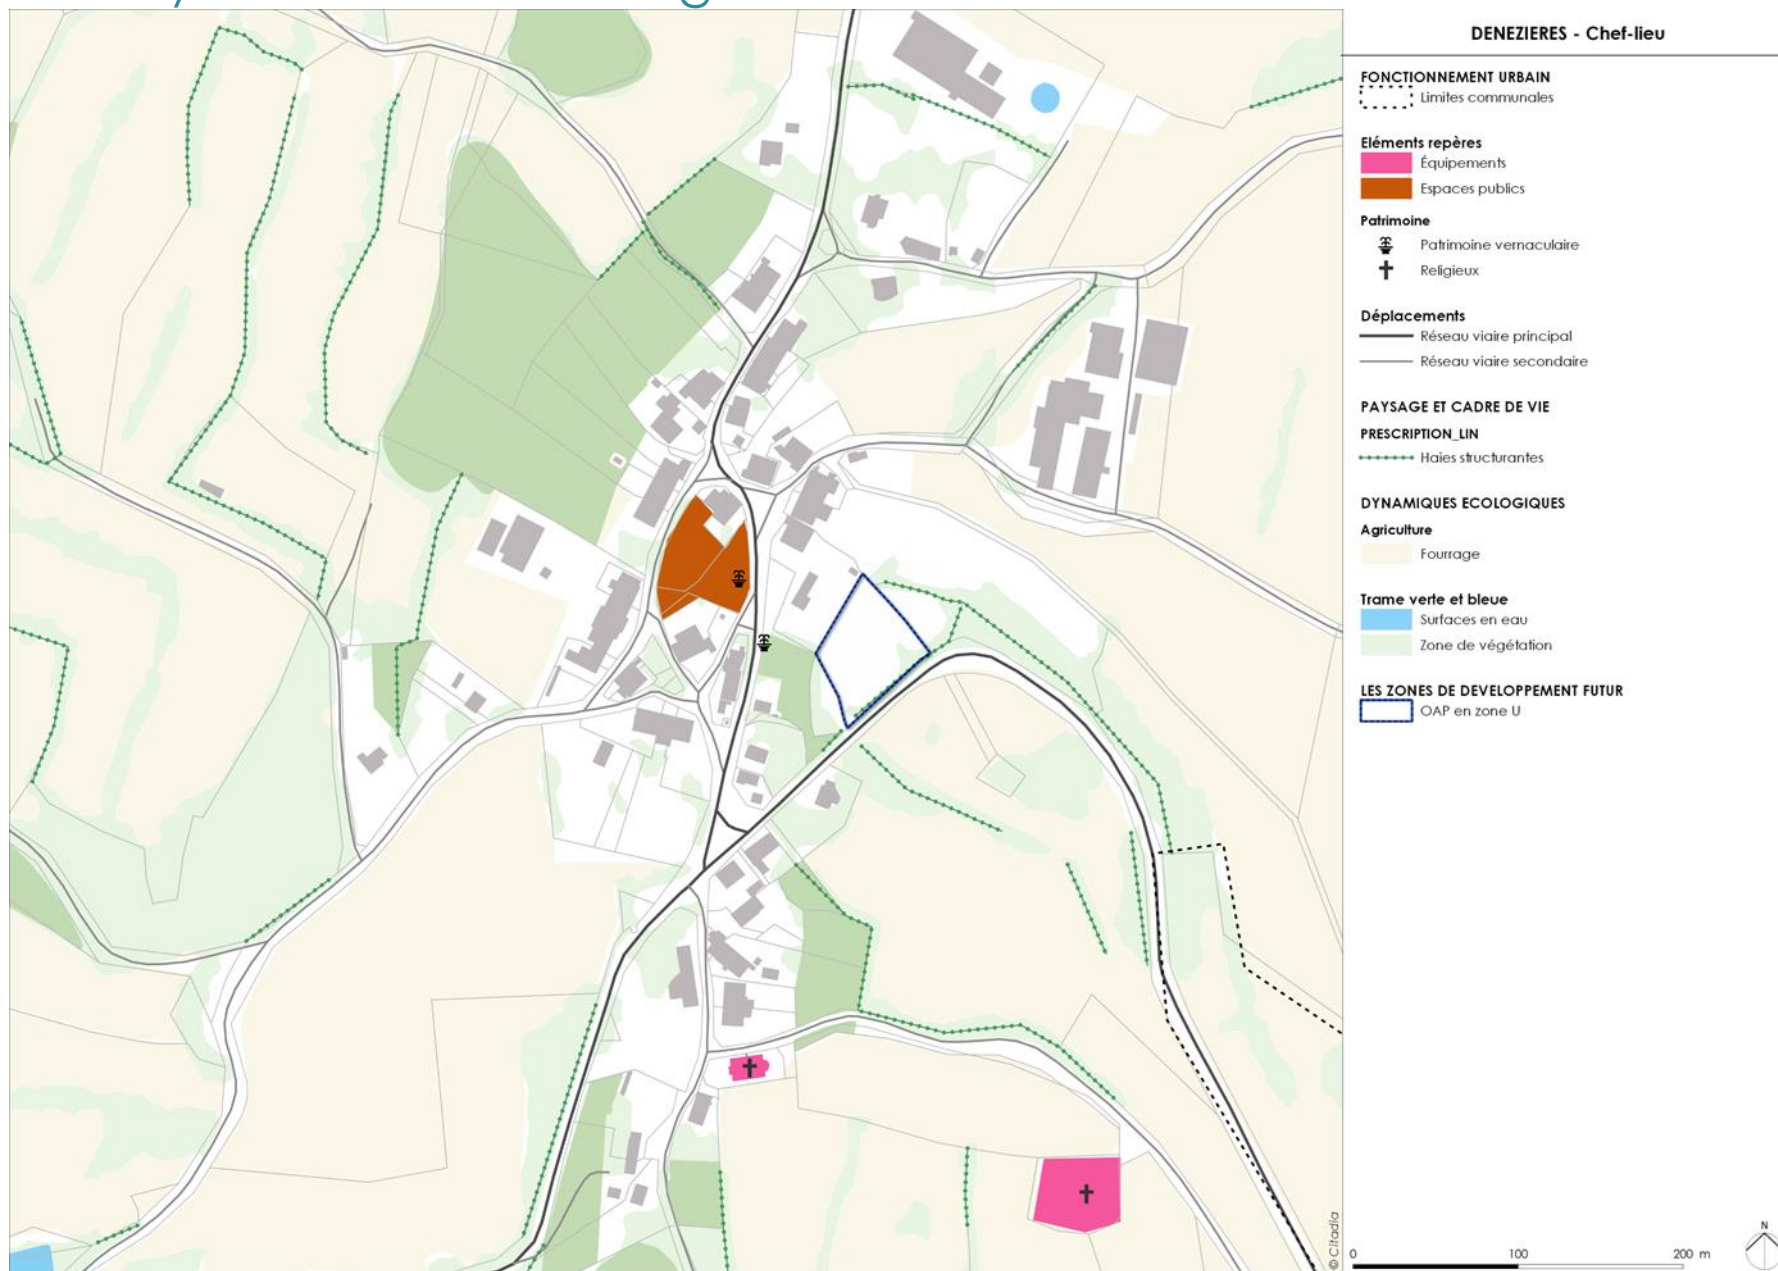 DENEZIERES - Chef-lieu
FONCTIONNEMENT URBAIN
Limites communales
Eléments repères
Équipements
Espaces publics
Patrimoine
Patrimoine vernaculaire
Religieux
Déplacements
Réseau viaire principal
Réseau viaire secondaire
PAYSAGE ET CADRE DE VIE
PRESCRIPTION_LIN
Haies structurantes
DYNAMIQUES ECOLOGIQUES
Agriculture
Fourrage
Trame verte et bleue
Surfaces en eau
Zone de végétation
LES ZONES DE DEVELOPPEMENT FUTUR
OAP en zone U
© Citadia
N
0 100 200 m